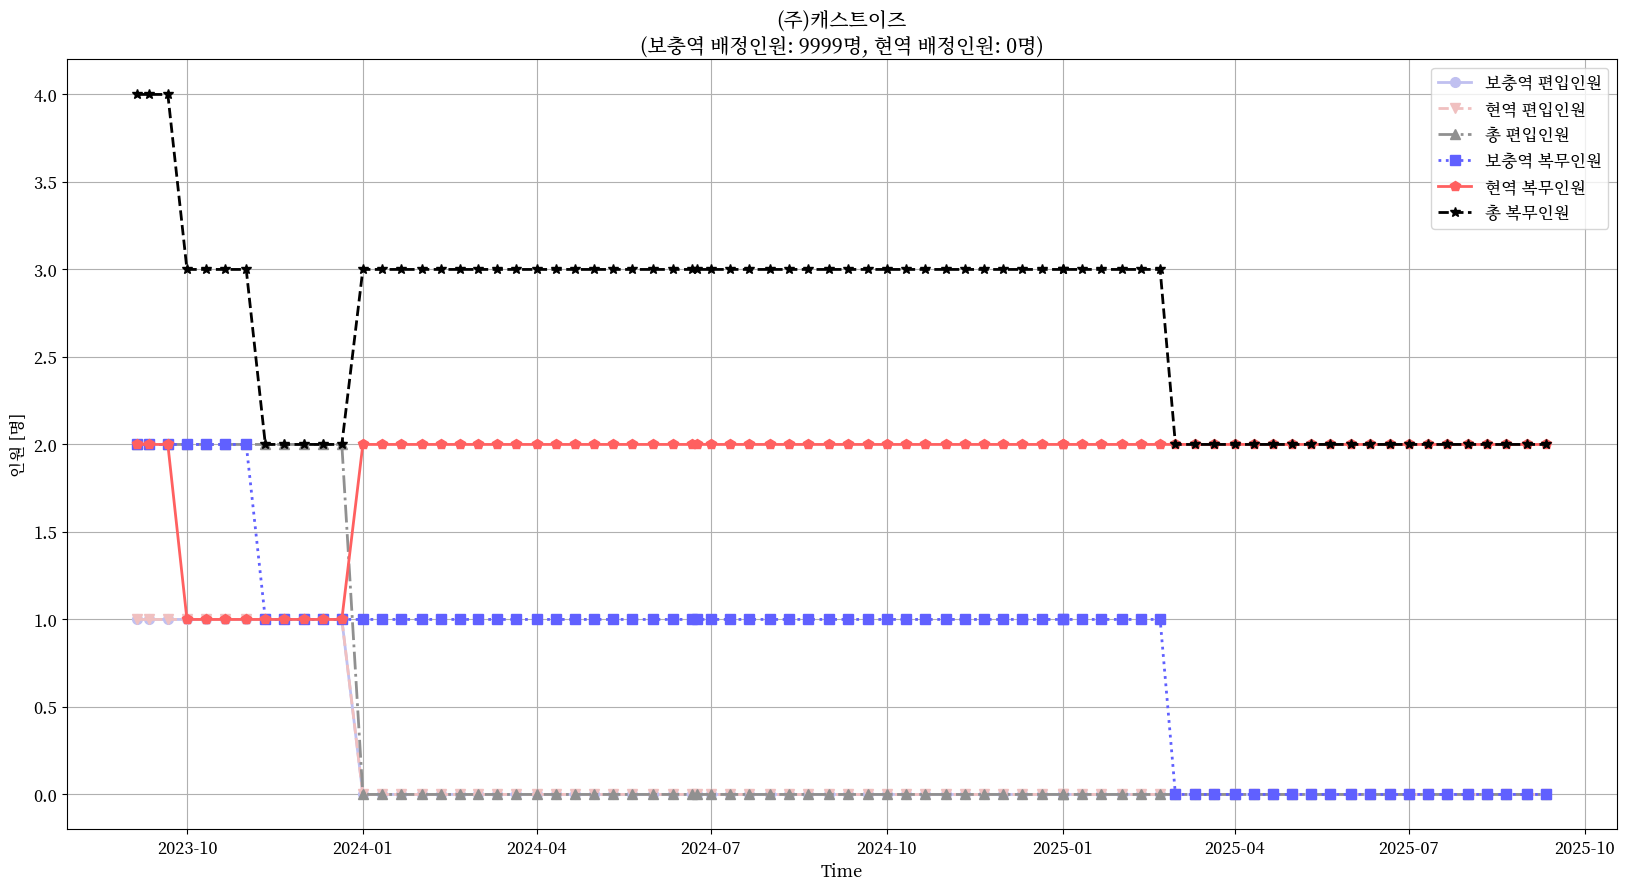 (주)캐스트이즈
(보충역 배정인원: 9999명, 현역 배정인원: 0명)
보충역 편입인원
현역 편입인원
총 편입인원
보충역 복무인원
현역 복무인원
총 복무인원
인원 [명]
4.0
3.5
3.0
2.5
2.0
1.5
1.0
0.5
0.0
2023-10
2024-01
2024-04
2024-07
2024-10
2025-01
2025-04
2025-07
2025-10
Time